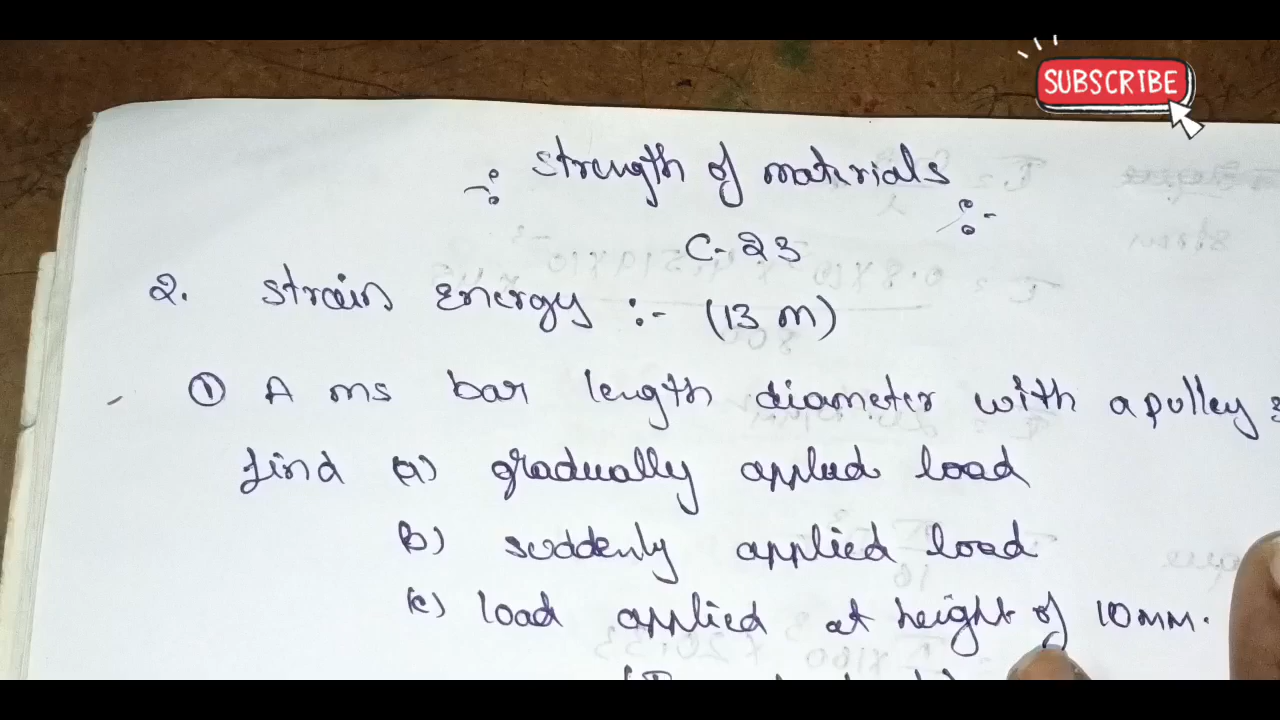 SUBSCRIBE
:- Strength of materials :-
C-23
2. Strain Energy :- (13 m)
① A ms bar length diameter with a pulley
find (a) gradually applied load
b) suddenly applied load
(c) load applied at height of 10mm.